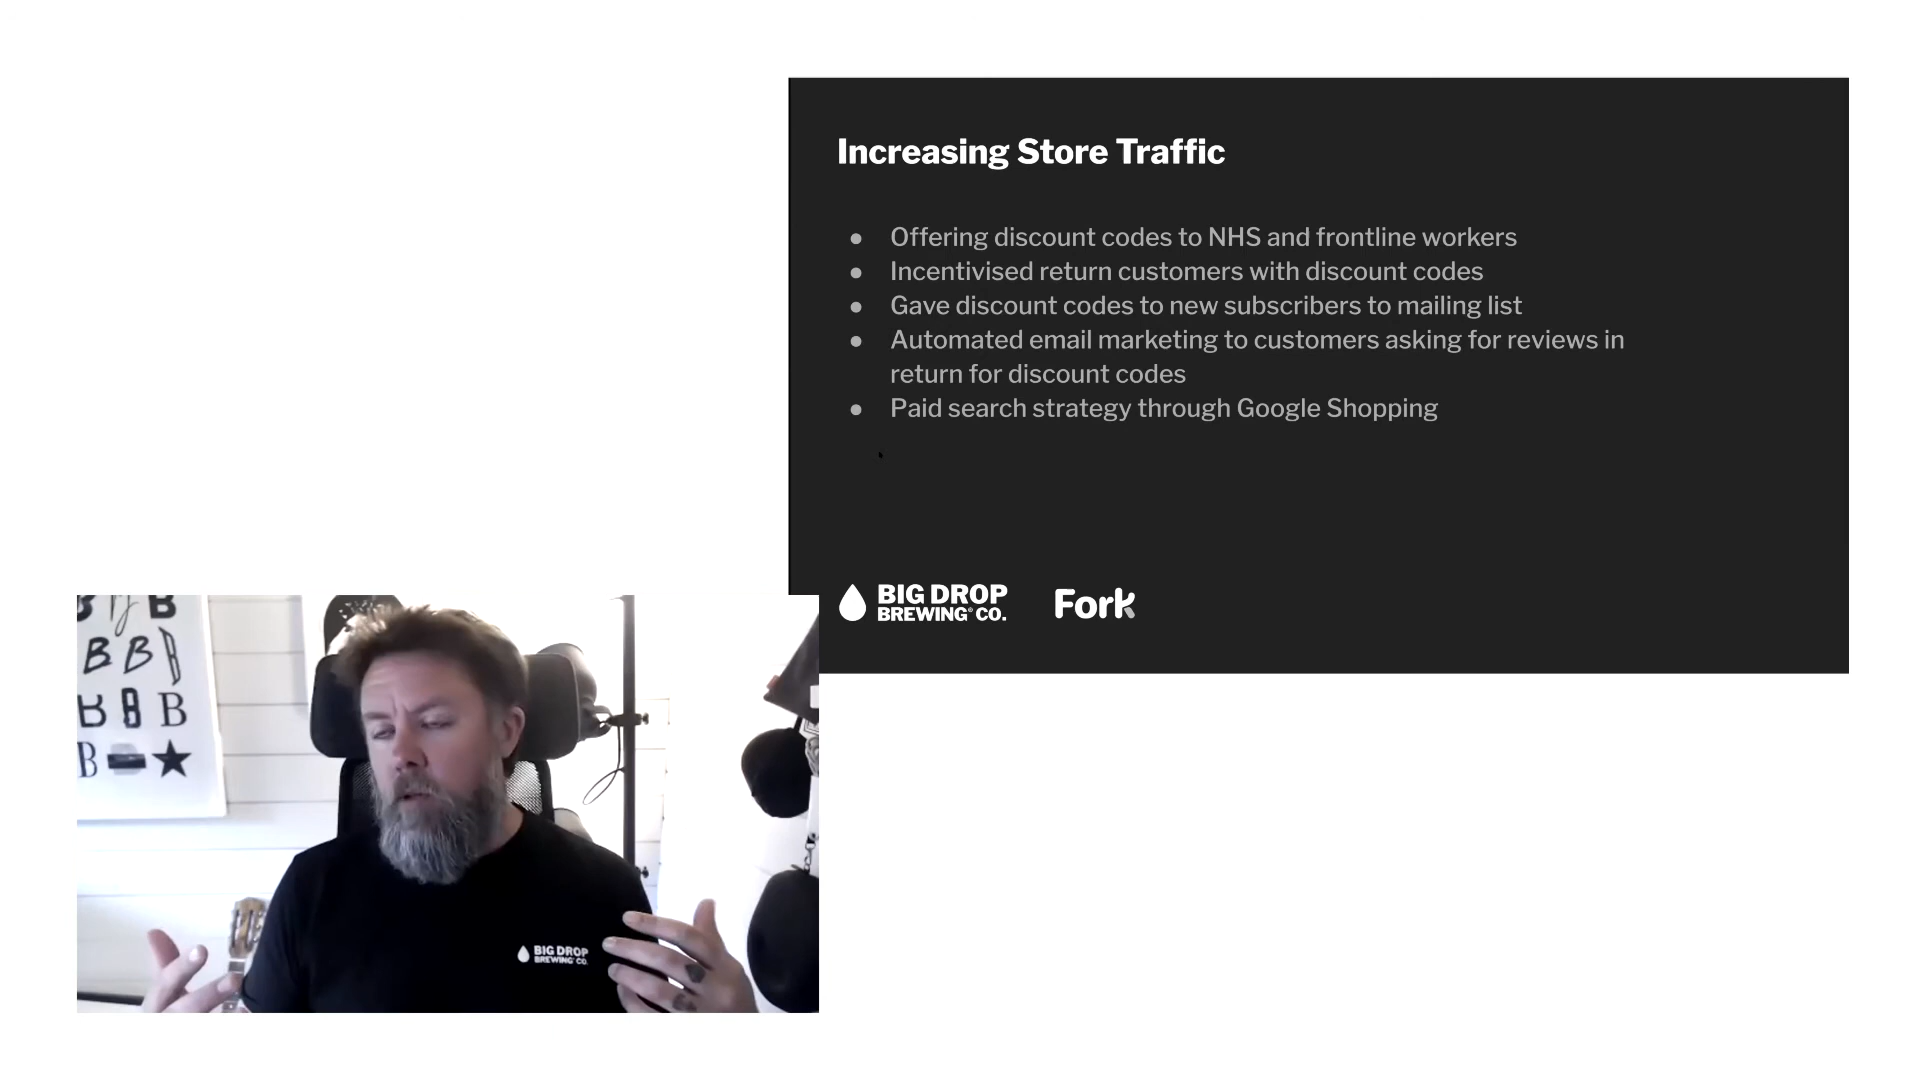 Increasing Store Traffic
● Offering discount codes to NHS and frontline workers
● Incentivised return customers with discount codes
● Gave discount codes to new subscribers to mailing list
● Automated email marketing to customers asking for reviews in
return for discount codes
● Paid search strategy through Google Shopping
BIG DROP
BREWING® CO.
Fork
B B
B B
B B
B
BIG DROP
BREWING® CO.